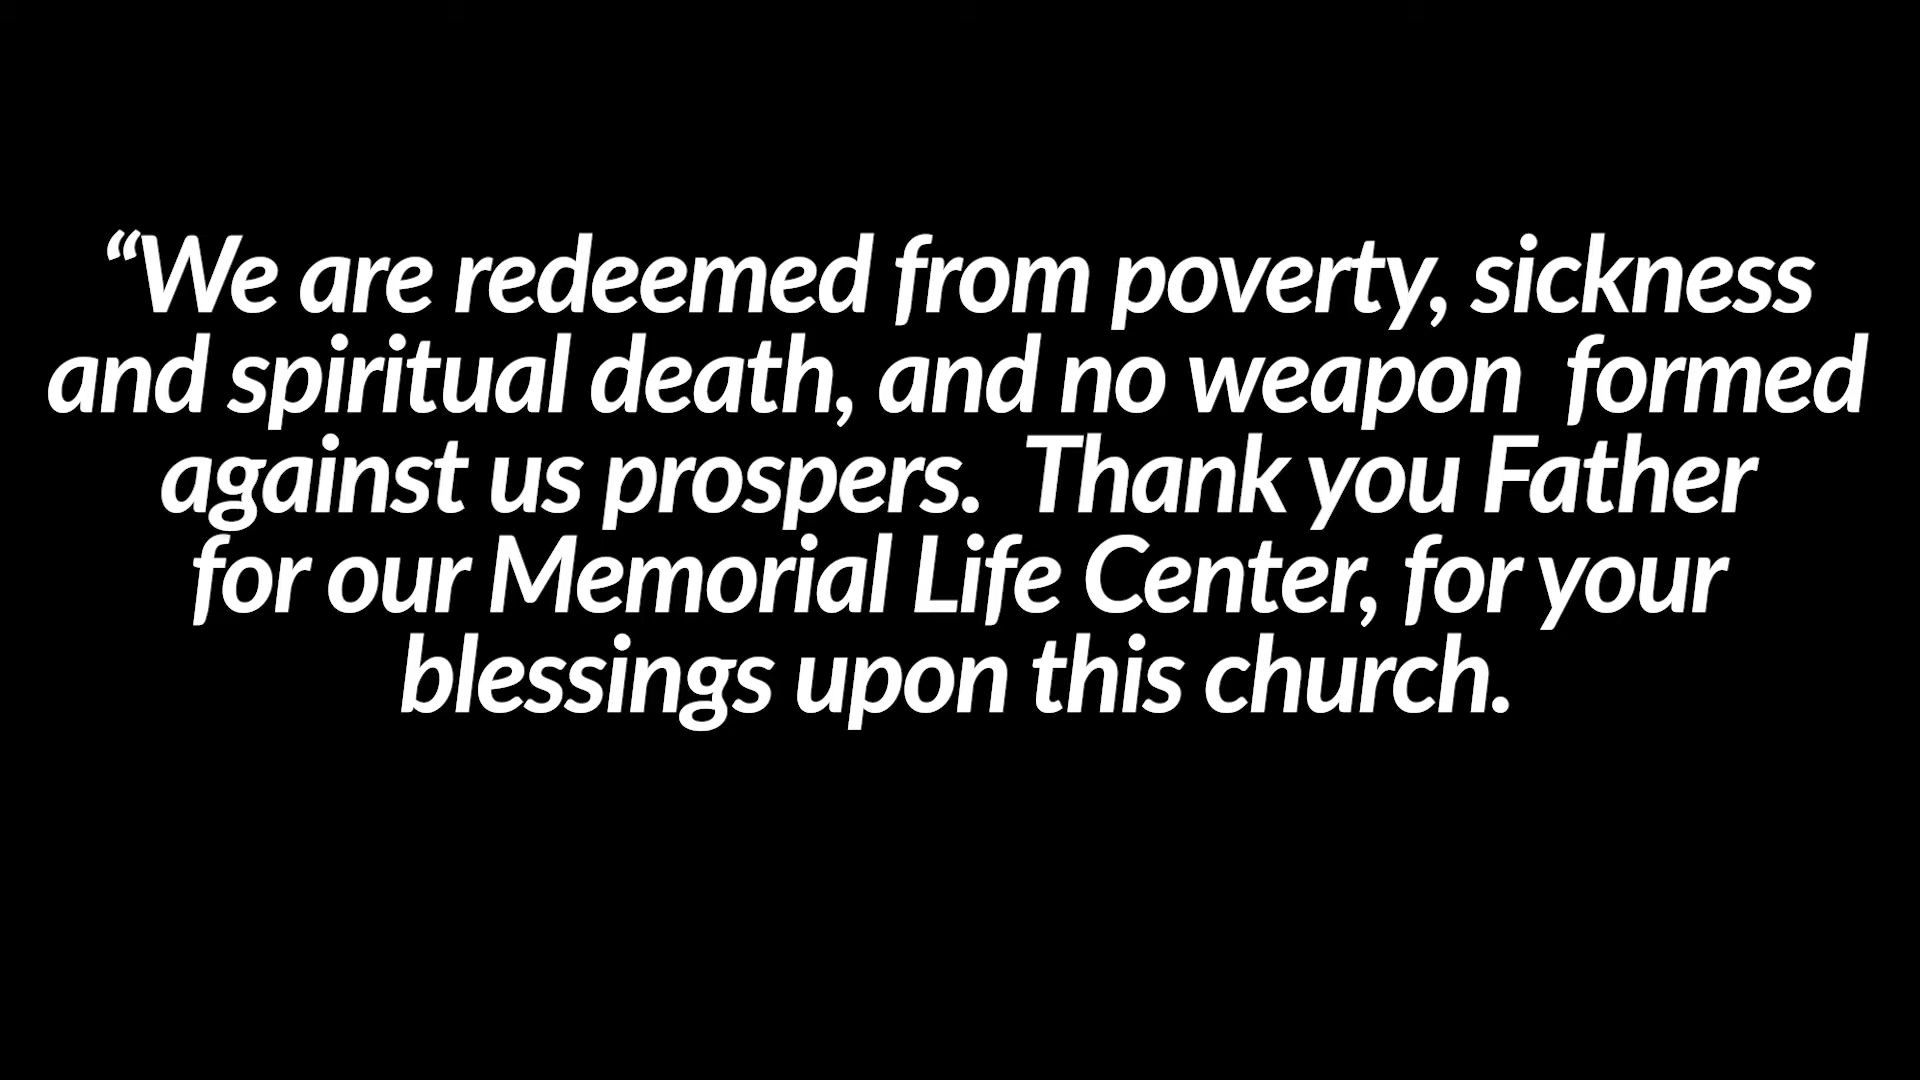 “We are redeemed from poverty, sickness
and spiritual death, and no weapon  formed
against us prospers.  Thank you Father
for our Memorial Life Center, for your
blessings upon this church.